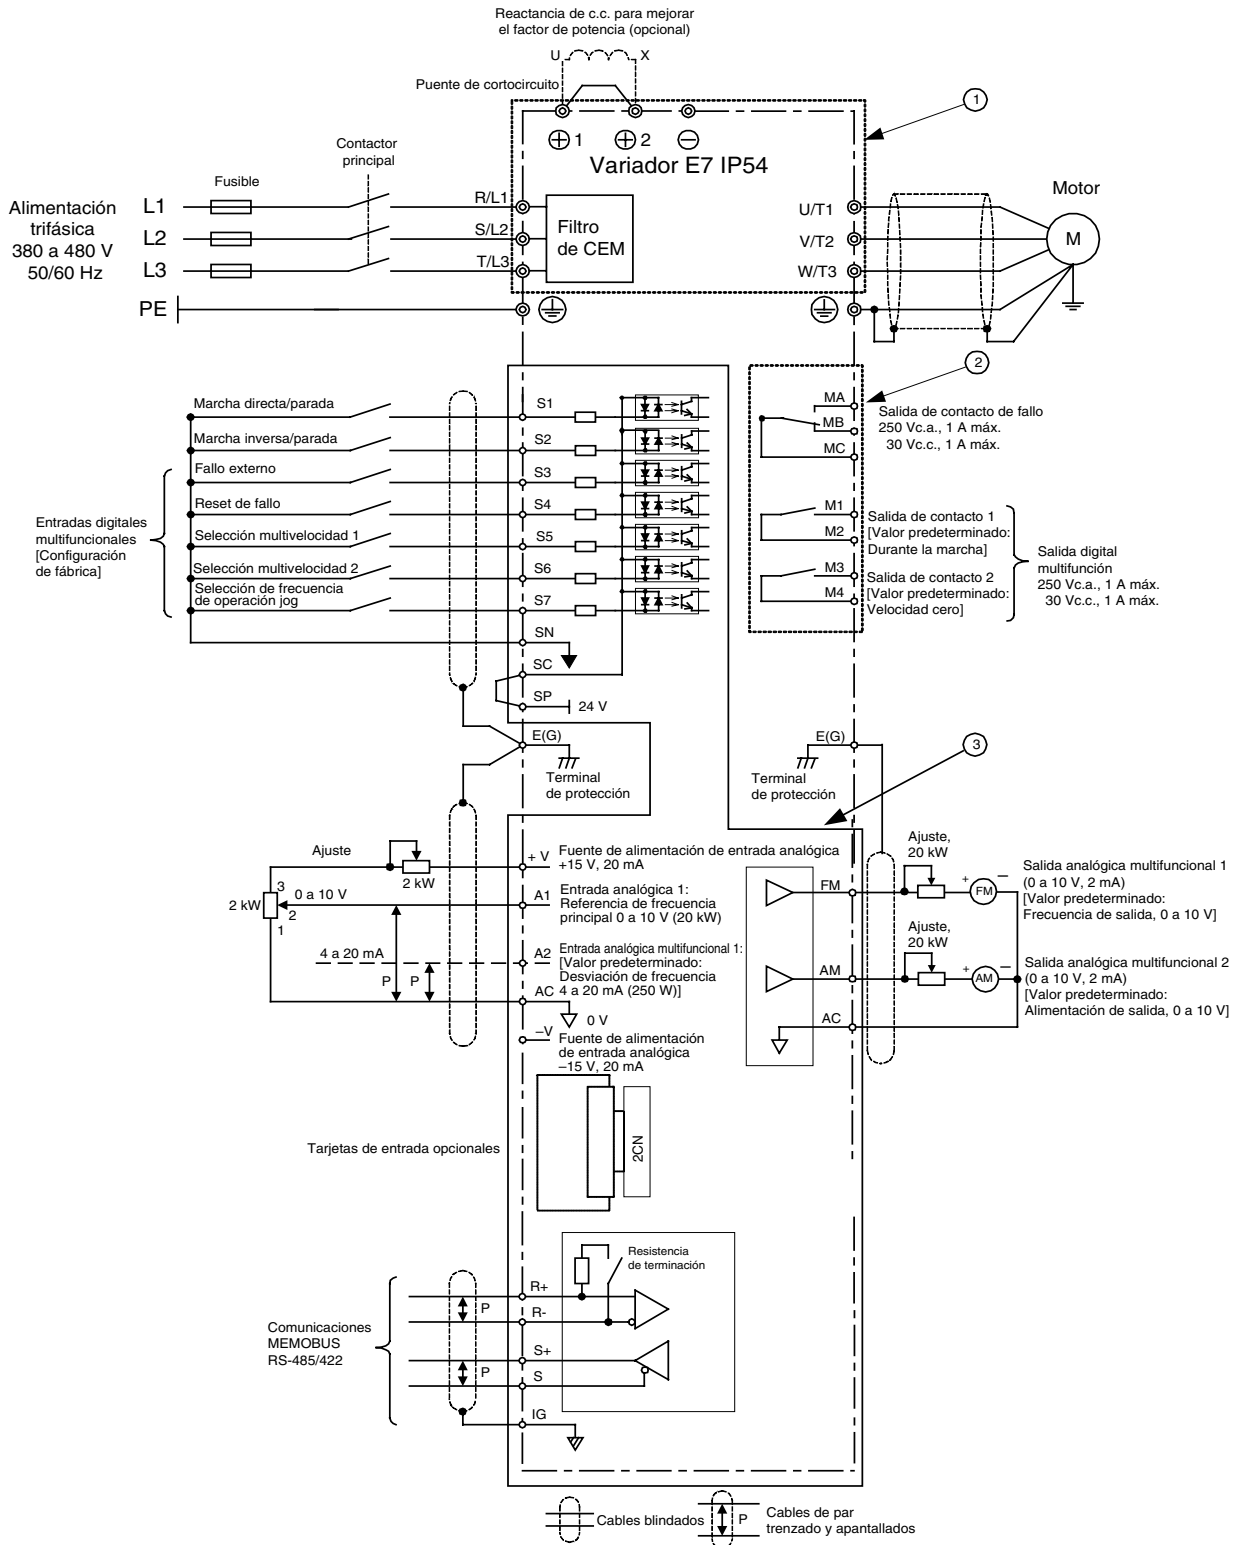 Reactancia de c.c. para mejorar
el factor de potencia (opcional)
U X
Puente de cortocircuito
1
1 2
Variador E7 IP54
Contactor
principal
Fusible
Alimentación
trifásica
380 a 480 V
50/60 Hz
L1
L2
L3
PE
R/L1
S/L2
T/L3
Filtro
de CEM
U/T1
V/T2
W/T3
Motor
M
2
Marcha directa/parada
Marcha inversa/parada
Fallo externo
Reset de fallo
Selección multivelocidad 1
Selección multivelocidad 2
Selección de frecuencia
de operación jog
Entradas digitales
multifuncionales
[Configuración
de fábrica]
S1
S2
S3
S4
S5
S6
S7
SN
SC
SP
24 V
MA
MB
MC
Salida de contacto de fallo
250 Vc.a., 1 A máx.
30 Vc.c., 1 A máx.
M1
M2
Salida de contacto 1
[Valor predeterminado:
Durante la marcha]
M3
M4
Salida de contacto 2
[Valor predeterminado:
Velocidad cero]
Salida digital
multifunción
250 Vc.a., 1 A máx.
30 Vc.c., 1 A máx.
E(G)
Terminal
de protección
E(G)
Terminal
de protección
3
Ajuste
2 kW
2 kW
3
2
1
0 a 10 V
4 a 20 mA
P P
+ V
Fuente de alimentación de entrada analógica
+15 V, 20 mA
A1
Entrada analógica 1:
Referencia de frecuencia
principal 0 a 10 V (20 kW)
A2
Entrada analógica multifuncional 1:
[Valor predeterminado:
Desviación de frecuencia
4 a 20 mA (250 W)]
AC
0 V
–V
Fuente de alimentación
de entrada analógica
–15 V, 20 mA
FM
AM
AC
Ajuste,
20 kW
+ FM –
Ajuste,
20 kW
+ AM –
Salida analógica multifuncional 1
(0 a 10 V, 2 mA)
[Valor predeterminado:
Frecuencia de salida, 0 a 10 V]
Salida analógica multifuncional 2
(0 a 10 V, 2 mA)
[Valor predeterminado:
Alimentación de salida, 0 a 10 V]
Tarjetas de entrada opcionales
2CN
Resistencia
de terminación
Comunicaciones
MEMOBUS
RS-485/422
P
P
R+
R-
S+
S
IG
Cables blindados
P
Cables de par
trenzado y apantallados